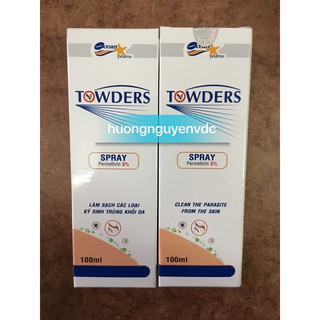 TOWDERS
SPRAY
Permethrin 5%
LÀM SẠCH CÁC LOẠI
KÝ SINH TRÙNG KHỎI DA
100ml
TOWDERS
SPRAY
Permethrin 5%
CLEAN THE PARASITE
FROM THE SKIN
100ml
huongnguyenvdc